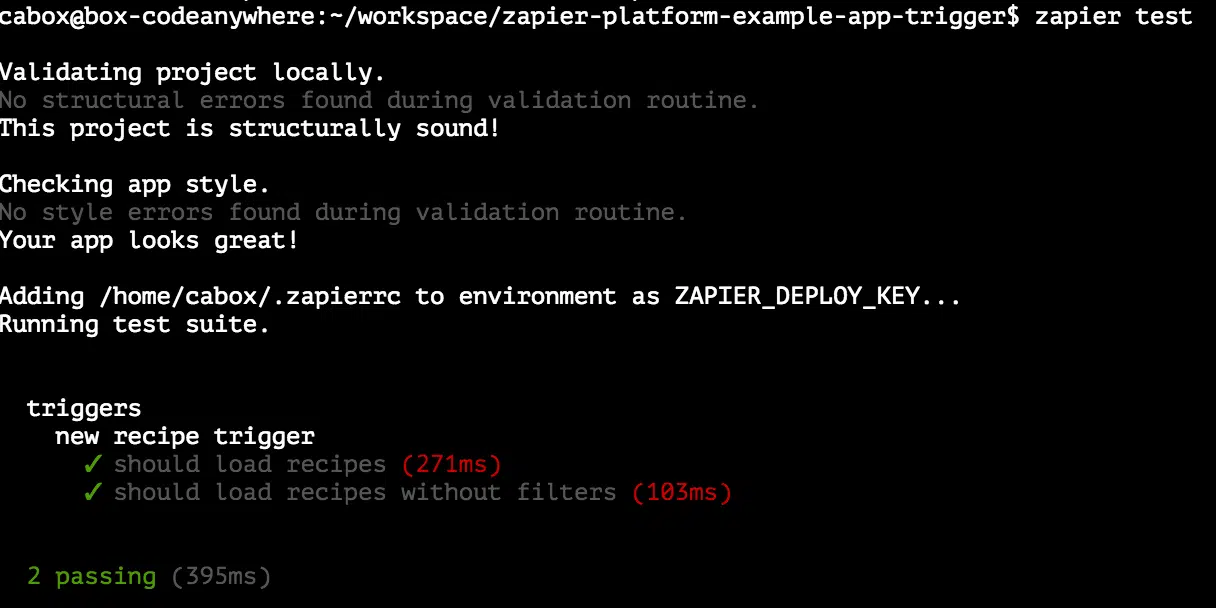 cabox@box-codeanywhere:~/workspace/zapier-platform-example-app-trigger$ zapier test
Validating project locally.
No structural errors found during validation routine.
This project is structurally sound!
Checking app style.
No style errors found during validation routine.
Your app looks great!
Adding /home/cabox/.zapierrc to environment as ZAPIER_DEPLOY_KEY...
Running test suite.
triggers
new recipe trigger
✓ should load recipes (271ms)
✓ should load recipes without filters (103ms)
2 passing (395ms)